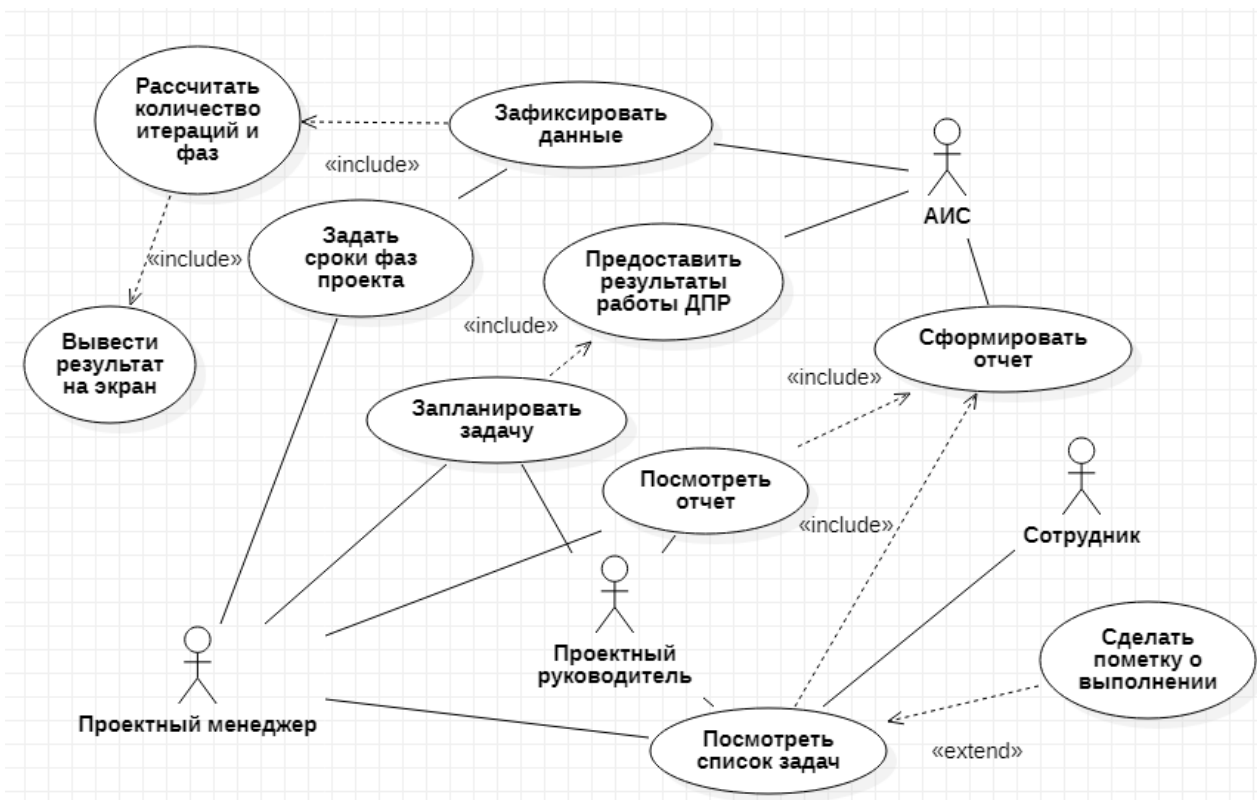 Рассчитать
количество
итераций и
фаз
Зафиксировать
данные
«include»
АИС
Задать
сроки фаз
проекта
«include»
Предоставить
результаты
работы ДПР
«include»
Вывести
результат
на экран
Сформировать
отчет
«include»
Запланировать
задачу
Посмотреть
отчет
«include»
Сотрудник
Проектный
руководитель
Сделать
пометку о
выполнении
Проектный менеджер
Посмотреть
список задач
«extend»